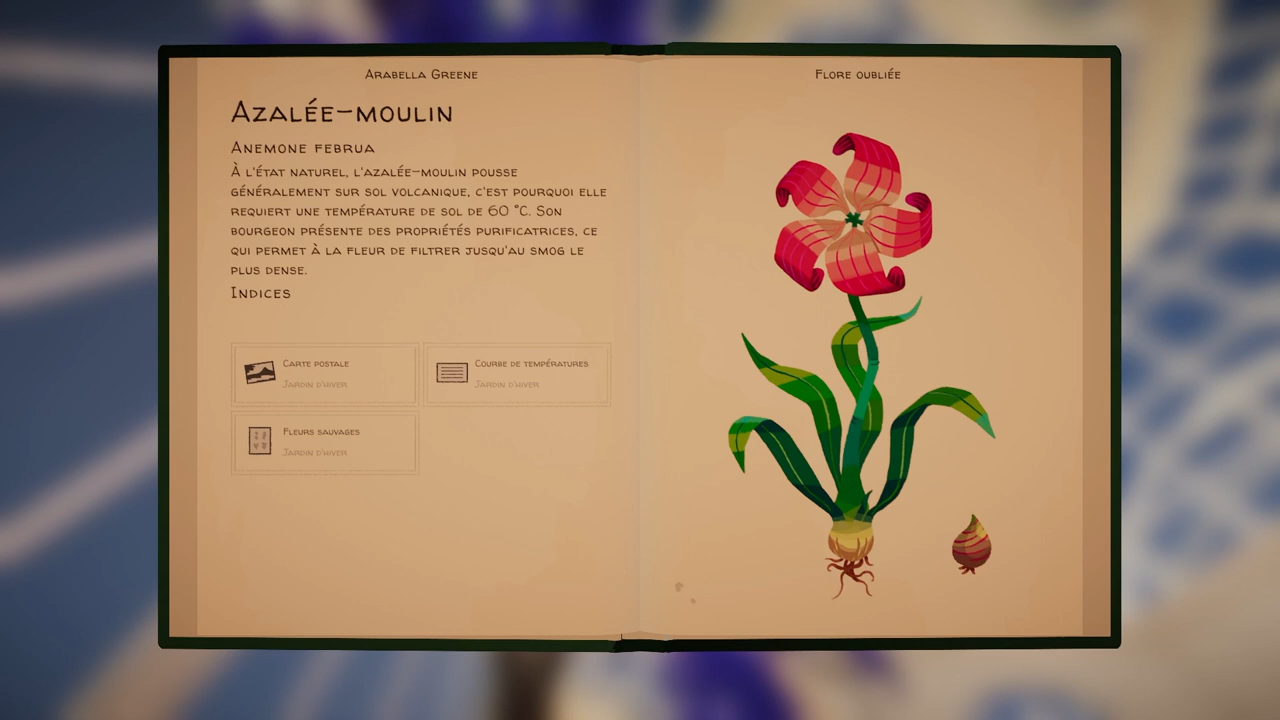 Arabella Greene
Azalée-moulin
Anemone februa
À l'état naturel, l'azalée-moulin pousse
généralement sur sol volcanique, c'est pourquoi elle
requiert une température de sol de 60 °C. Son
bourgeon présente des propriétés purificatrices, ce
qui permet à la fleur de filtrer jusqu'au smog le
plus dense.
Indices
Carte postale
Jardin d'hiver
Courbe de températures
Jardin d'hiver
Fleurs sauvages
Jardin d'hiver
Flore oubliée